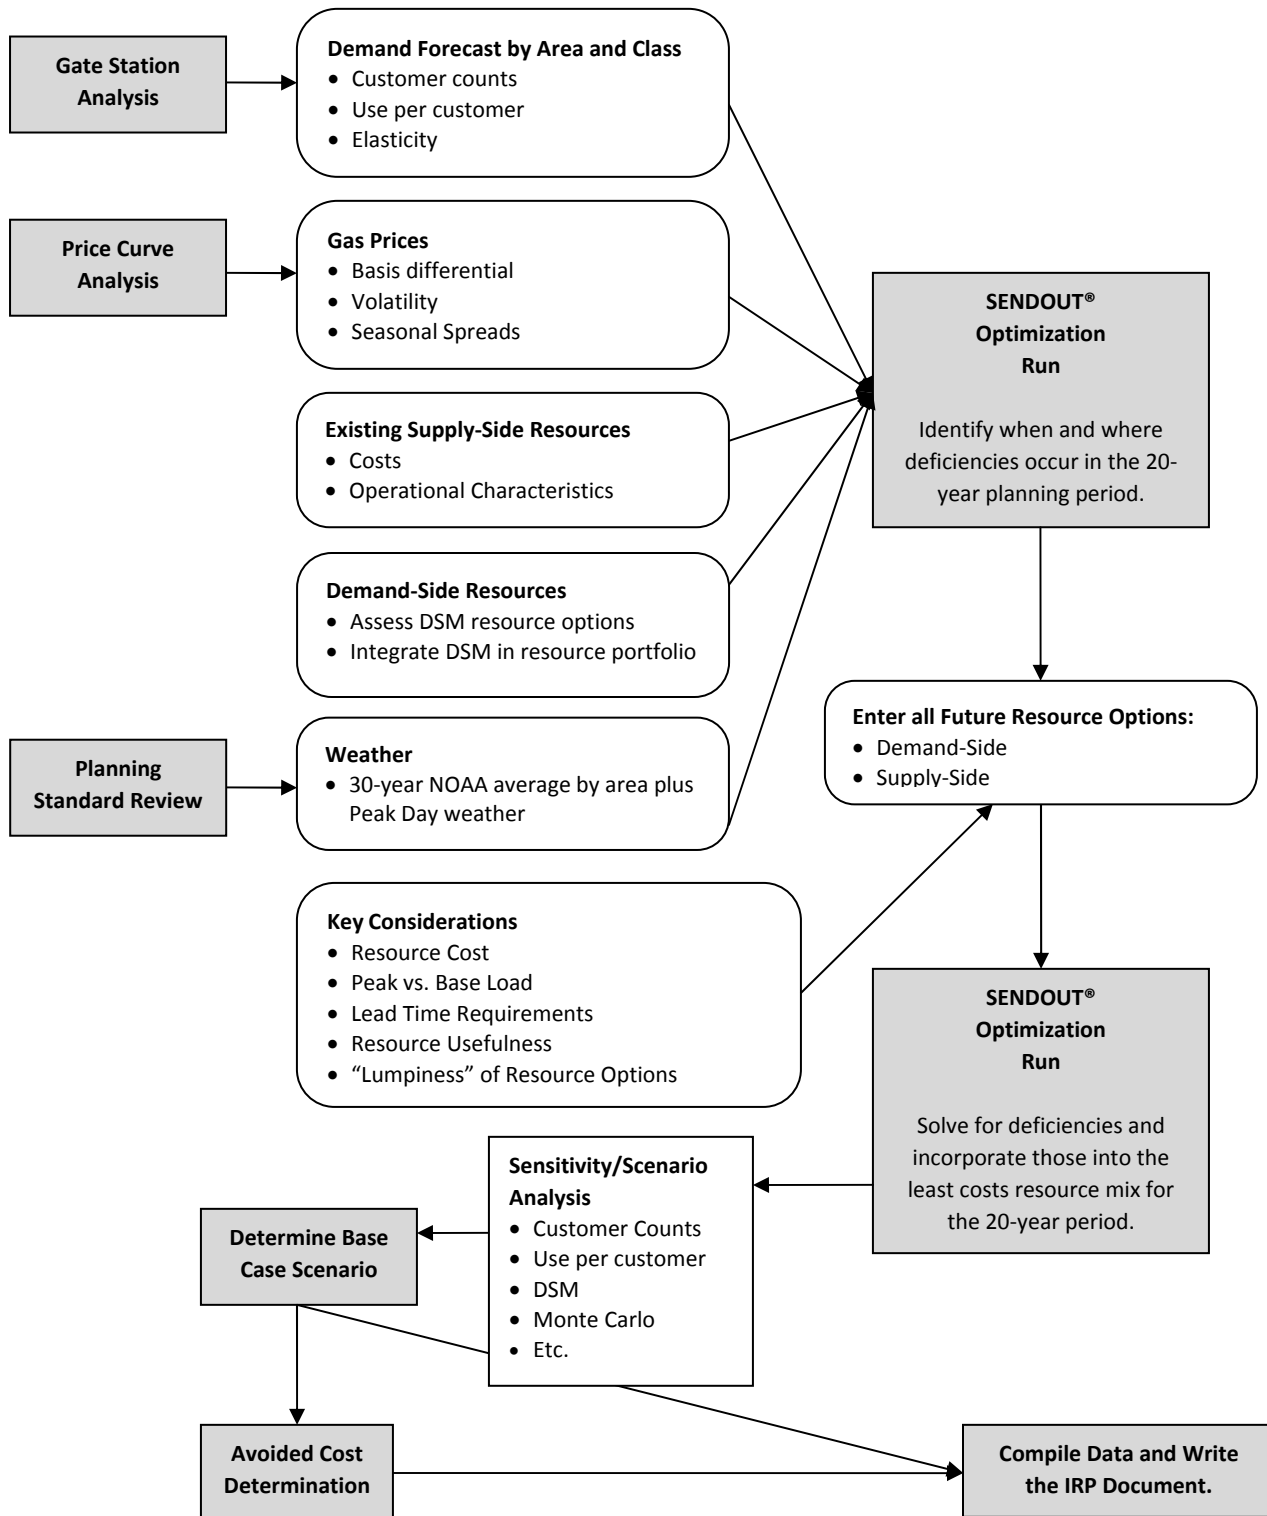 Gate Station
Analysis
Demand Forecast by Area and Class
• Customer counts
• Use per customer
• Elasticity
Price Curve
Analysis
Gas Prices
• Basis differential
• Volatility
• Seasonal Spreads
SENDOUT®
Optimization
Run
Identify when and where
deficiencies occur in the 20-
year planning period.
Existing Supply-Side Resources
• Costs
• Operational Characteristics
Demand-Side Resources
• Assess DSM resource options
• Integrate DSM in resource portfolio
Planning
Standard Review
Weather
• 30-year NOAA average by area plus
Peak Day weather
Enter all Future Resource Options:
• Demand-Side
• Supply-Side
Key Considerations
• Resource Cost
• Peak vs. Base Load
• Lead Time Requirements
• Resource Usefulness
• “Lumpiness” of Resource Options
SENDOUT®
Optimization
Run
Solve for deficiencies and
incorporate those into the
least costs resource mix for
the 20-year period.
Sensitivity/Scenario
Analysis
• Customer Counts
• Use per customer
• DSM
• Monte Carlo
• Etc.
Determine Base
Case Scenario
Avoided Cost
Determination
Compile Data and Write
the IRP Document.